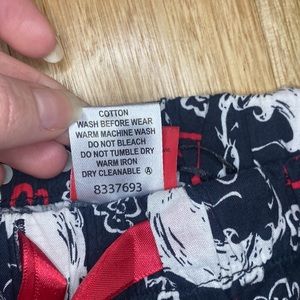 COTTON
WASH BEFORE WEAR
WARM MACHINE WASH
DO NOT BLEACH
DO NOT TUMBLE DRY
WARM IRON
DRY CLEANABLE Ⓐ
8337693